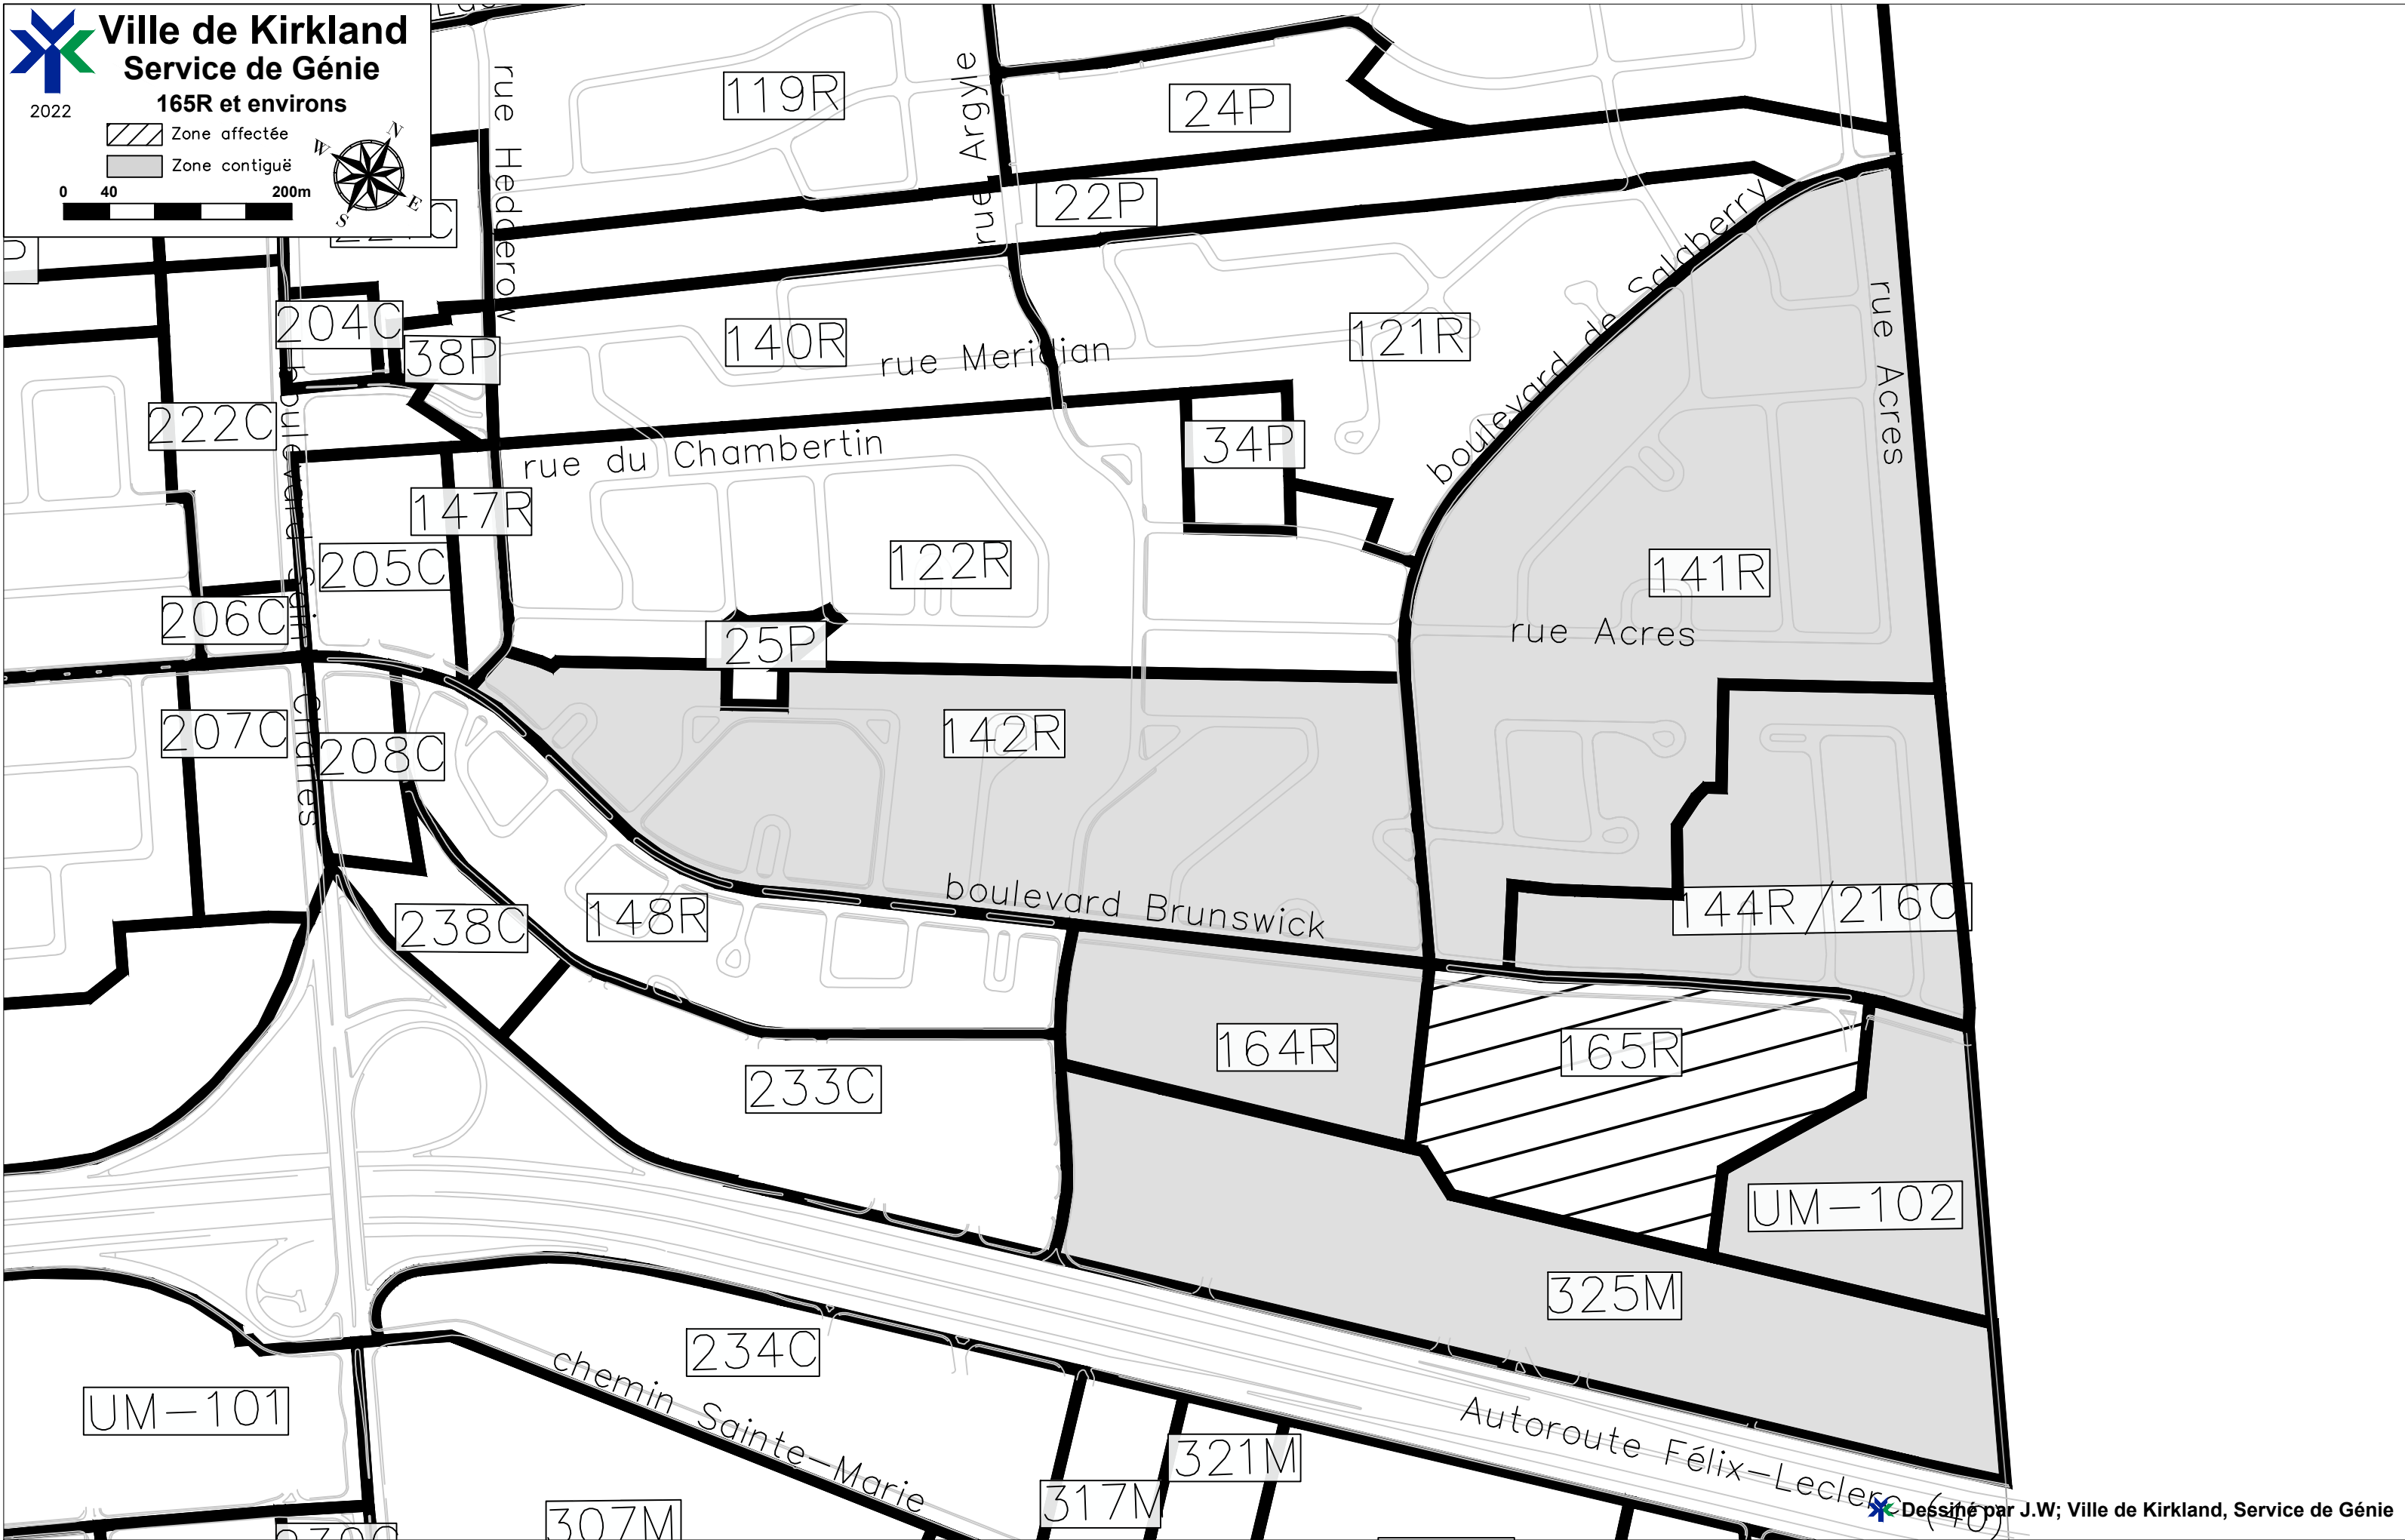 Ville de Kirkland
Service de Génie
165R et environs
2022
Zone affectée
Zone contiguë
0 40 200m
N
W
E
S
rue Hedgerow
119R
rue Argyle
24P
22P
204C
38P
140R
rue Meridian
121R
boulevard de Salaberry
rue Acres
222C
boulevard Saint-Charles
rue du Chambertin
34P
147R
205C
122R
141R
206C
25P
rue Acres
207C
208C
142R
boulevard Brunswick
144R/216C
238C
148R
164R
165R
233C
UM-102
325M
234C
chemin Sainte-Marie
UM-101
Autoroute Félix-Leclerc (40)
321M
317M
307M
Dessiné par J.W; Ville de Kirkland, Service de Génie